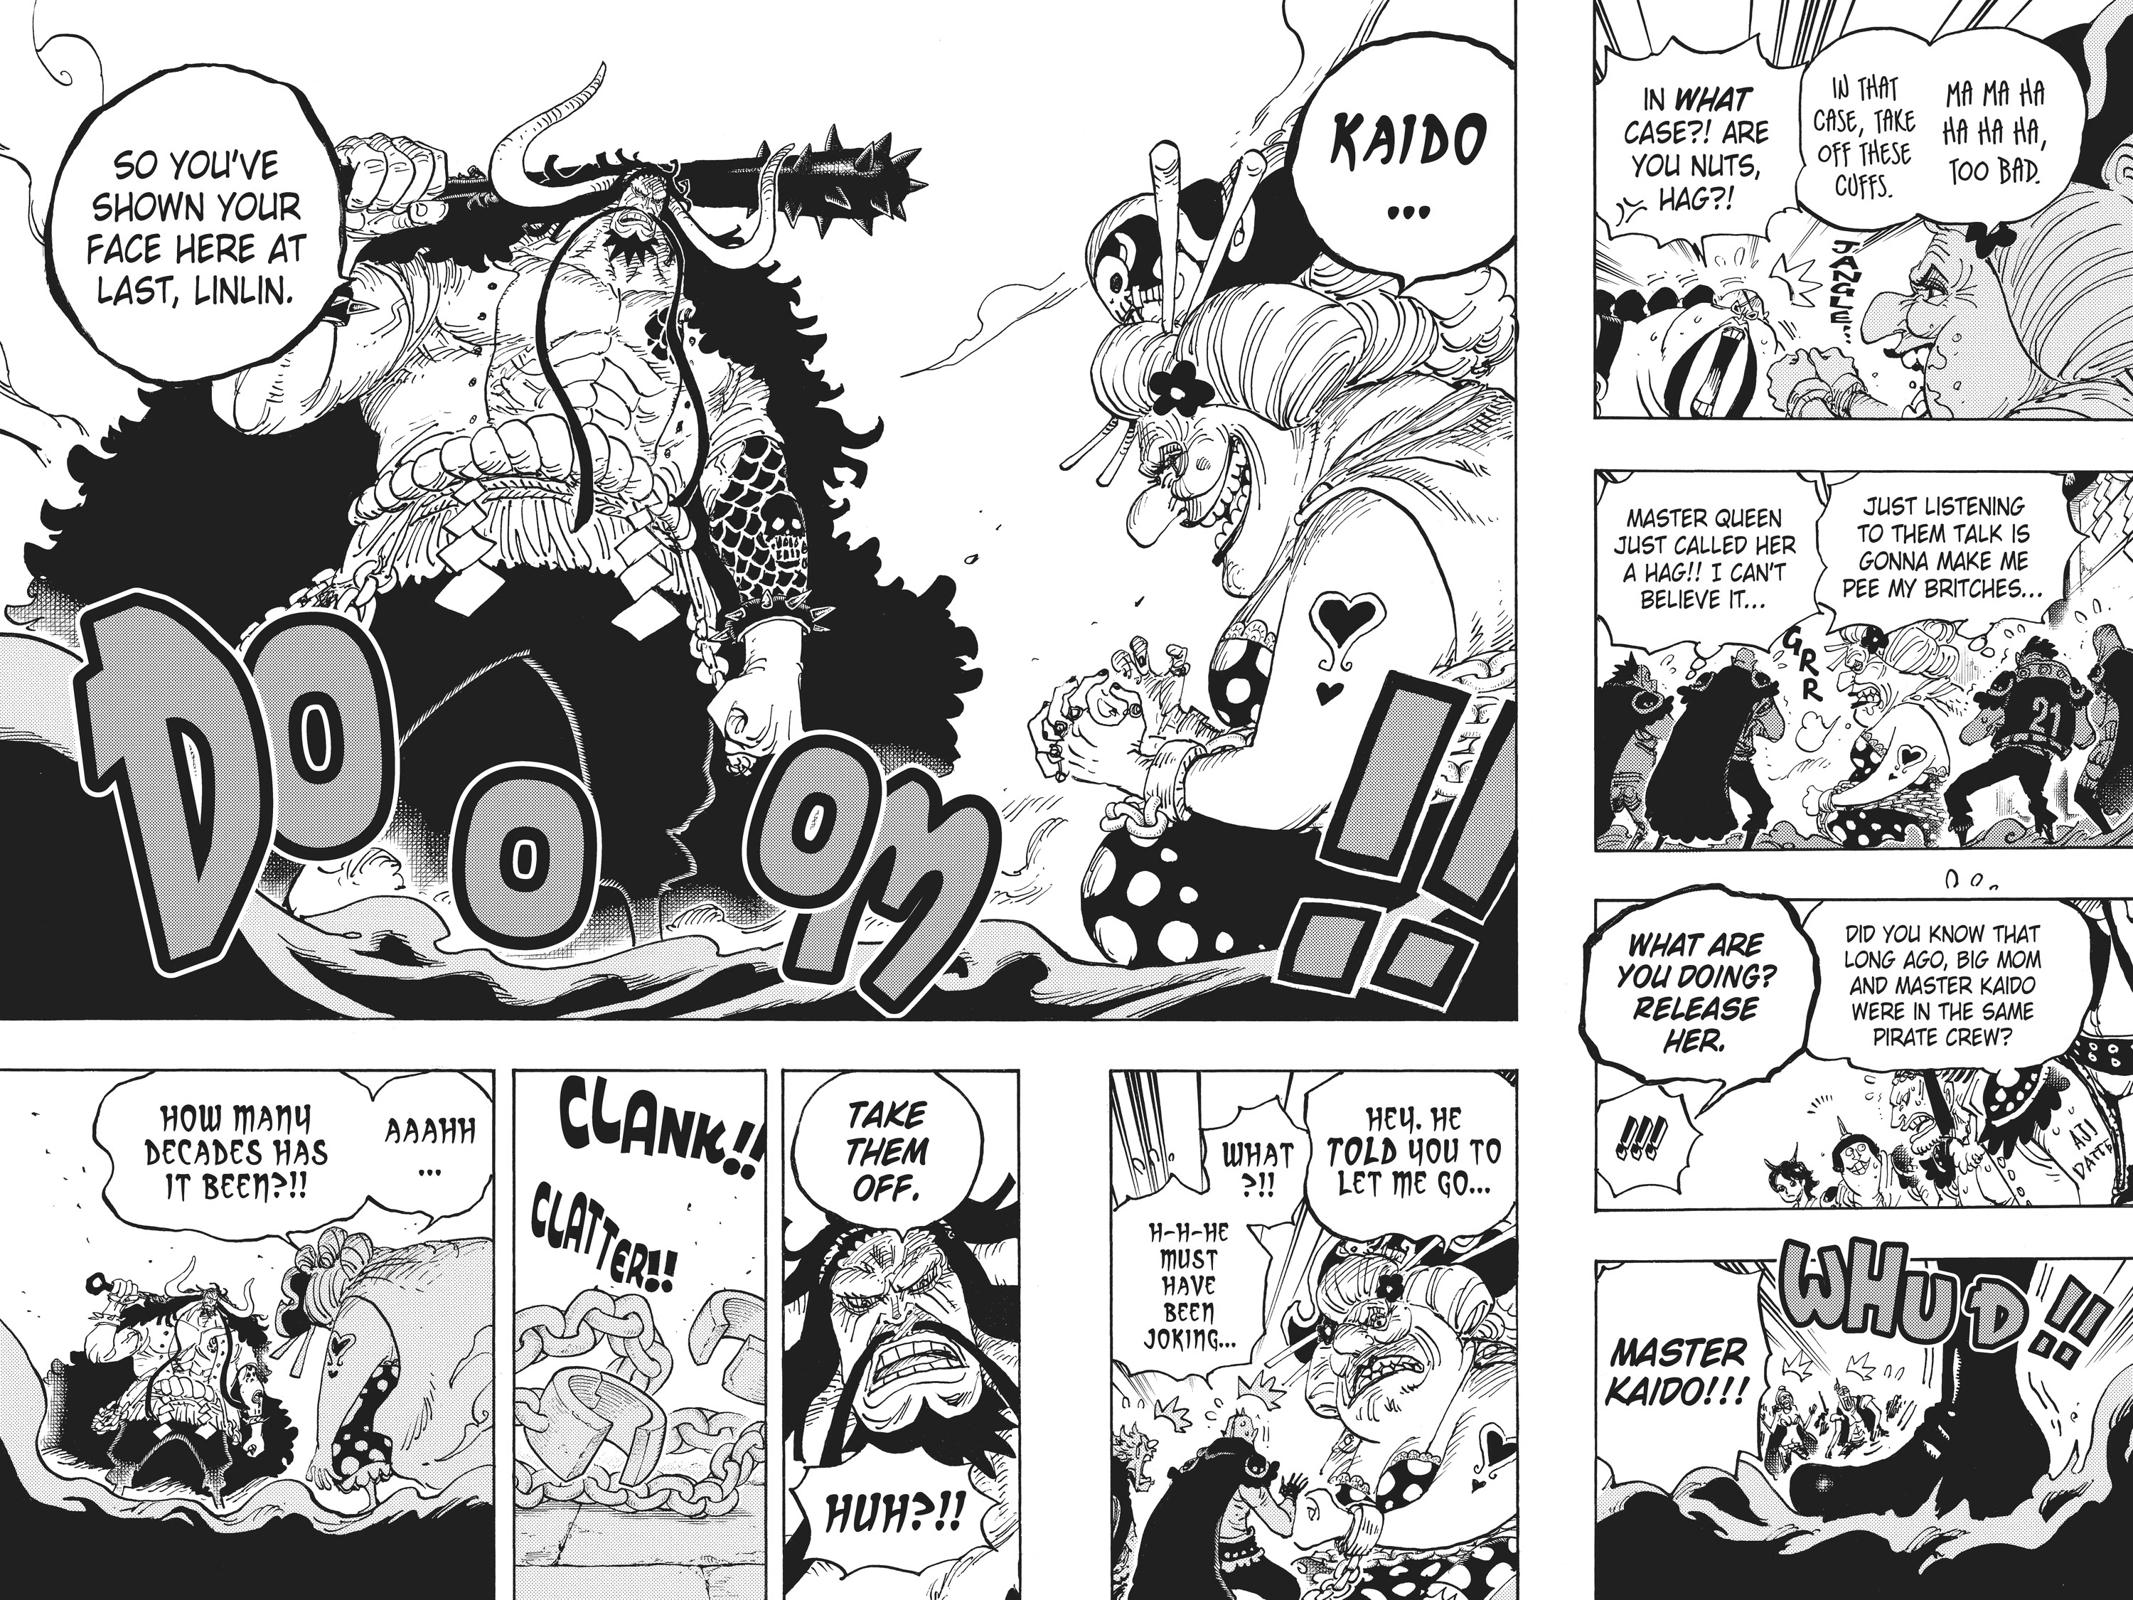 MA MA HA
HA HA HA,
TOO BAD.
IN THAT
CASE, TAKE
OFF THESE
CUFFS.
JANGLE...
IN WHAT
CASE?! ARE
YOU NUTS,
HAG?!
JUST LISTENING
TO THEM TALK IS
GONNA MAKE ME
PEE MY BRITCHES...
MASTER QUEEN
JUST CALLED HER
A HAG!! I CAN'T
BELIEVE IT...
GRR
21
DID YOU KNOW THAT
LONG AGO, BIG MOM
AND MASTER KAIDO
WERE IN THE SAME
PIRATE CREW?
WHAT ARE
YOU DOING?
RELEASE
HER.
!!!
AJI
WHUD!!
MASTER
KAIDO!!!
KAIDO
...
SO YOU'VE
SHOWN YOUR
FACE HERE AT
LAST, LINLIN.
DOOOOM!!
HEY. HE
TOLD YOU TO
LET ME GO...
WHAT
?!!
H-H-HE
MUST
HAVE
BEEN
JOKING...
TAKE
THEM
OFF.
HUH?!!
CLANK!!
CLATTER!!
AAAHH
...
HOW MANY
DECADES HAS
IT BEEN?!!